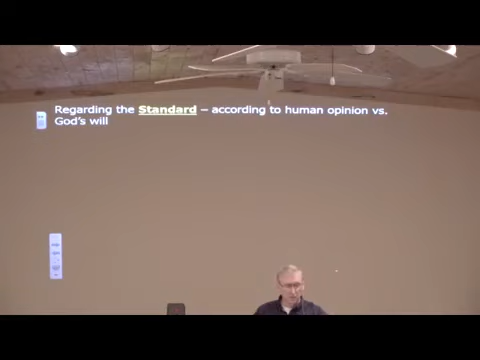 Regarding the Standard – according to human opinion vs.
God's will